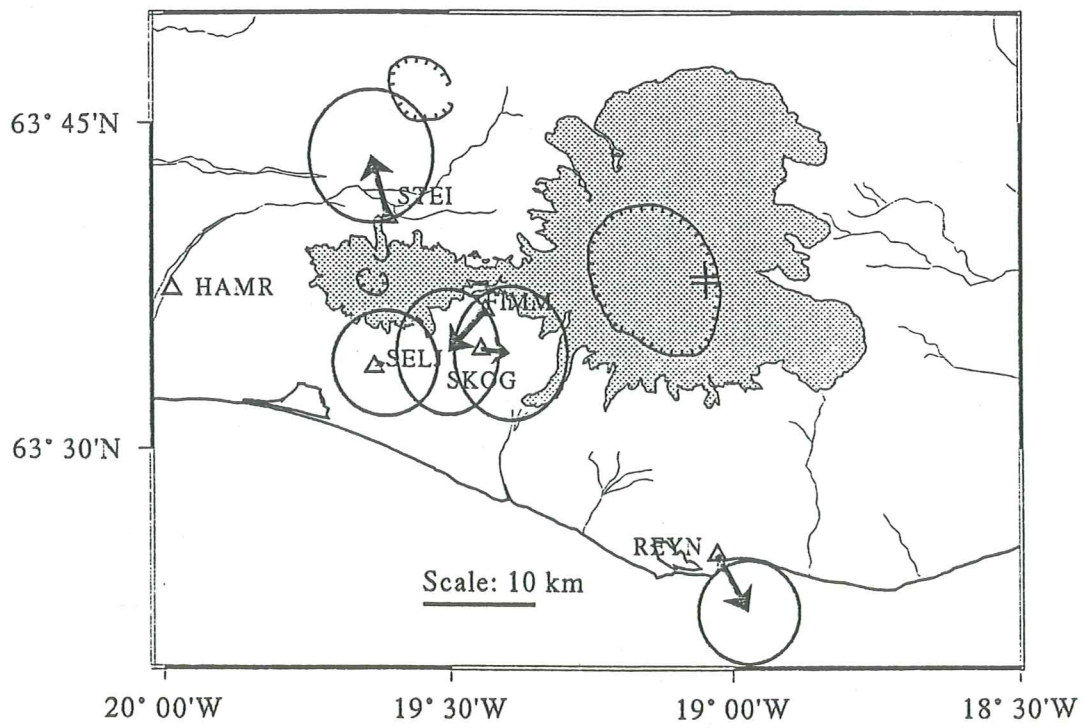 63° 45'N
STEI
HAMR
FIMM
SELJ
SKOG
63° 30'N
REYN
Scale: 10 km
20° 00'W
19° 30'W
19° 00'W
18° 30'W